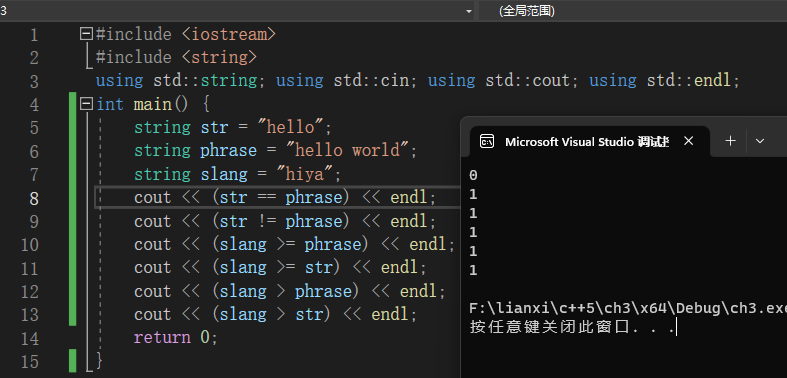 3 (全局范围)
1 #include <iostream>
2 #include <string>
3 using std::string; using std::cin; using std::cout; using std::endl;
4 int main() {
5 string str = "hello";
6 string phrase = "hello world";
7 string slang = "hiya";
8 cout << (str == phrase) << endl;
9 cout << (str != phrase) << endl;
10 cout << (slang >= phrase) << endl;
11 cout << (slang >= str) << endl;
12 cout << (slang > phrase) << endl;
13 cout << (slang > str) << endl;
14 return 0;
15 }
Microsoft Visual Studio 调试
0
1
1
1
1
1
F:\lianxi\c++5\ch3\x64\Debug\ch3.exe
按任意键关闭此窗口. . .